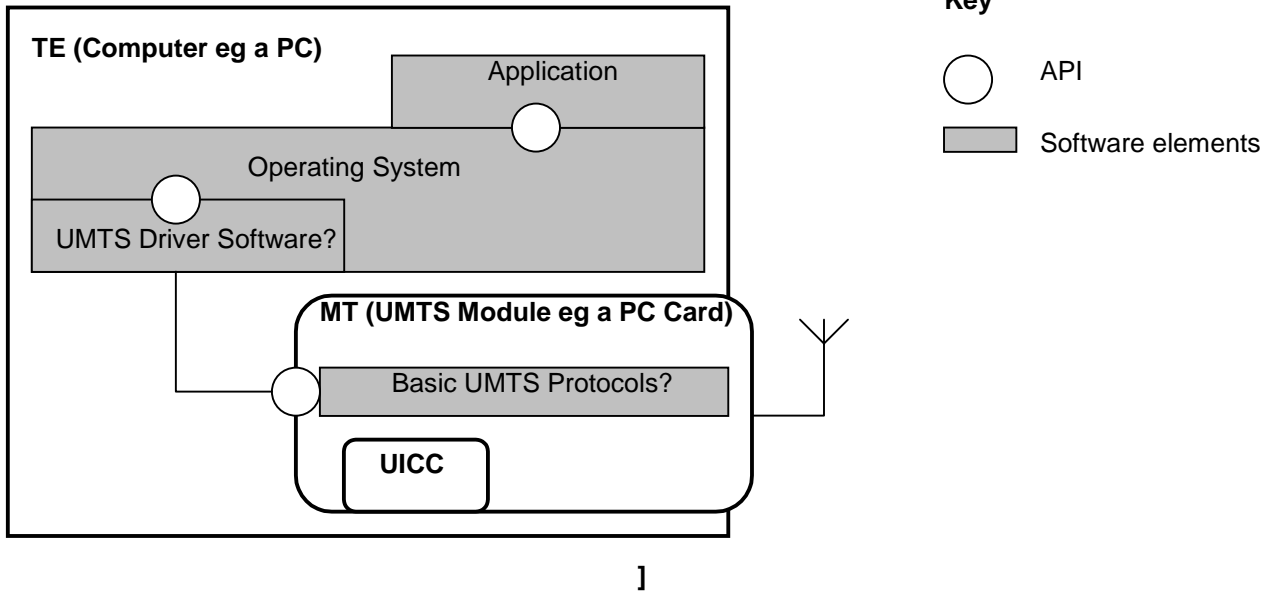 Key
TE (Computer eg a PC)
Application
API
Software elements
Operating System
UMTS Driver Software?
MT (UMTS Module eg a PC Card)
Basic UMTS Protocols?
UICC
]